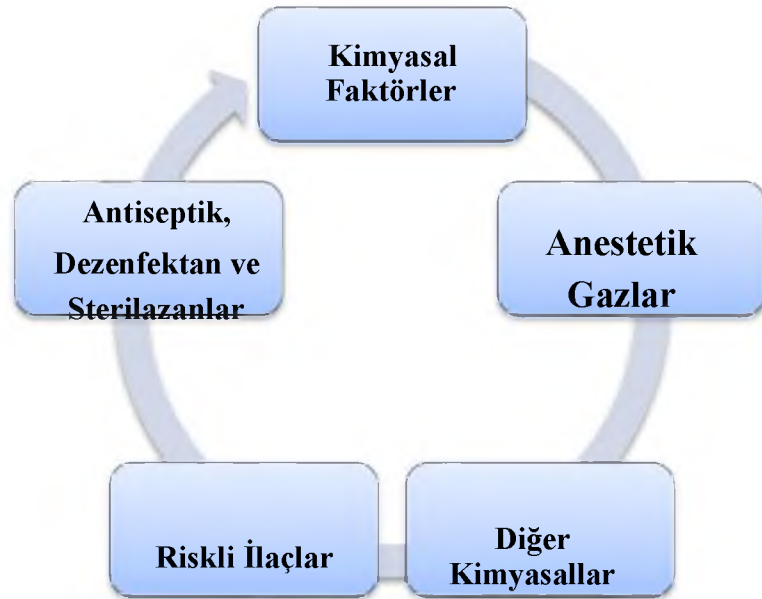 Kimyasal
Faktörler
Anestetik
Gazlar
Diğer
Kimyasallar
Riskli İlaçlar
Antiseptik,
Dezenfektan ve
Sterilazanlar